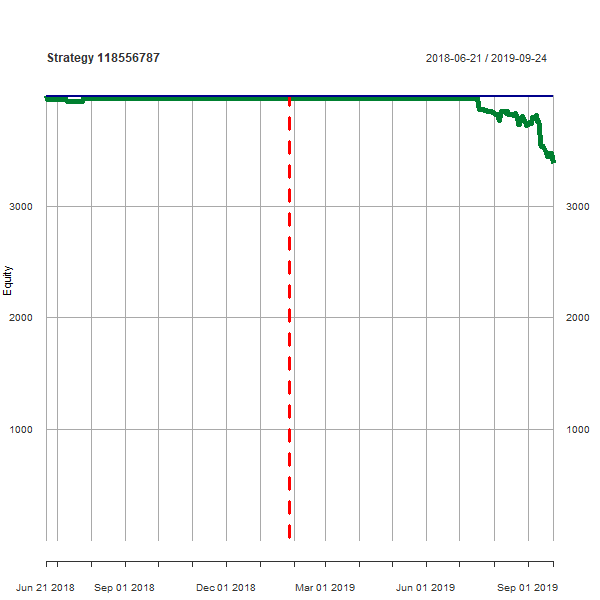 Strategy 118556787
2018-06-21 / 2019-09-24
3000
3000
Equity
2000
2000
1000
1000
Jun 21 2018
Sep 01 2018
Dec 01 2018
Mar 01 2019
Jun 01 2019
Sep 01 2019